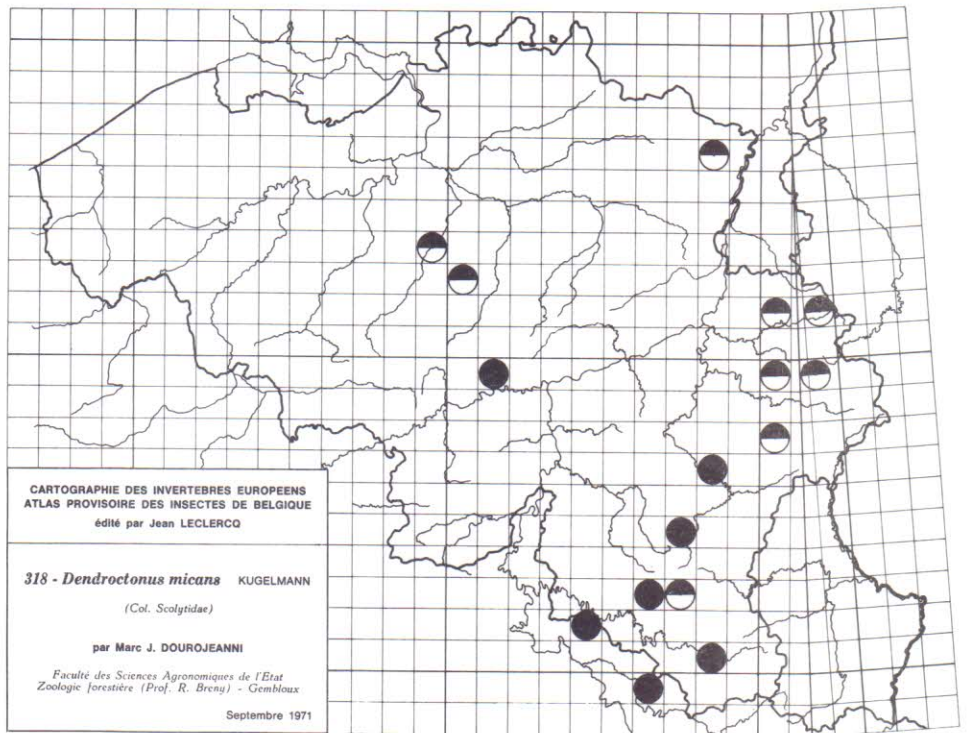 CARTOGRAPHIE DES INVERTEBRES EUROPEENS
ATLAS PROVISOIRE DES INSECTES DE BELGIQUE
édité par Jean LECLERCQ
318 - Dendroctonus micans KUGELMANN
(Col. Scolytidae)
par Marc J. DOUROJEANNI
Faculté des Sciences Agronomiques de l'Etat
Zoologie forestière (Prof. R. Breny) - Gembloux
Septembre 1971